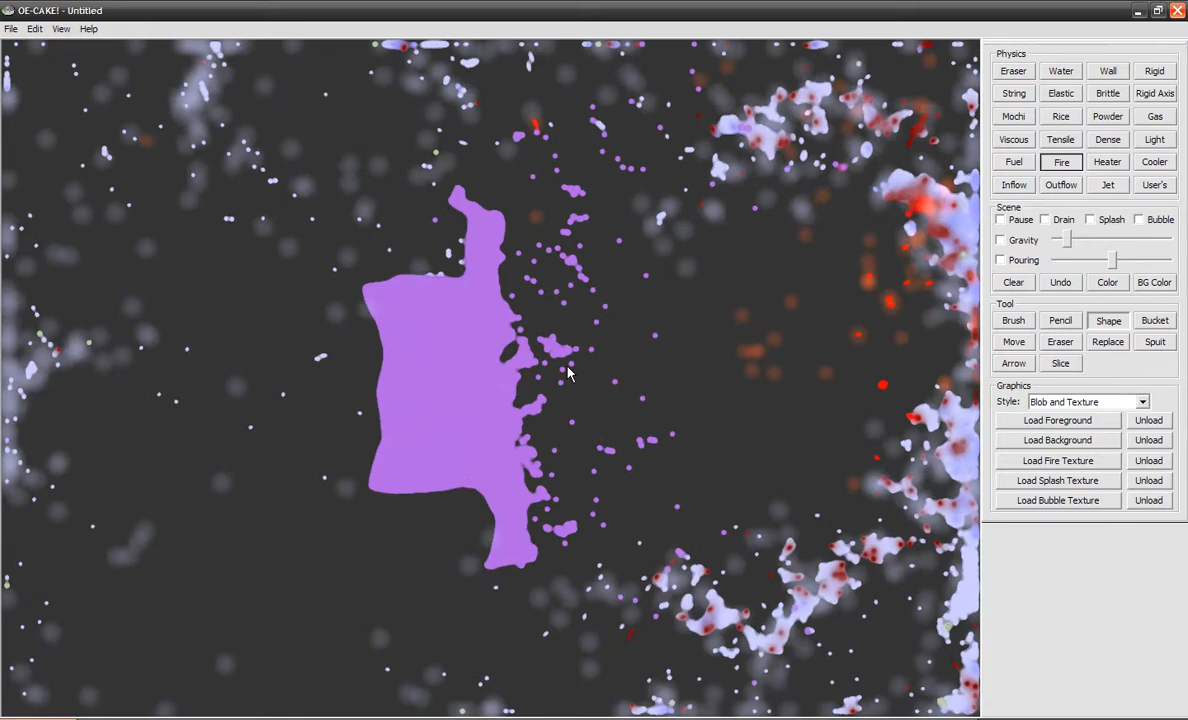 OE-CAKE! - Untitled
File Edit View Help
Physics
Eraser Water Wall Rigid
String Elastic Brittle Rigid Axis
Mochi Rice Powder Gas
Viscous Tensile Dense Light
Fuel Fire Heater Cooler
Inflow Outflow Jet User's
Scene
Pause Drain Splash Bubble
Gravity
Pouring
Clear Undo Color BG Color
Tool
Brush Pencil Shape Bucket
Move Eraser Replace Spuit
Arrow Slice
Graphics
Style: Blob and Texture
Load Foreground Unload
Load Background Unload
Load Fire Texture Unload
Load Splash Texture Unload
Load Bubble Texture Unload